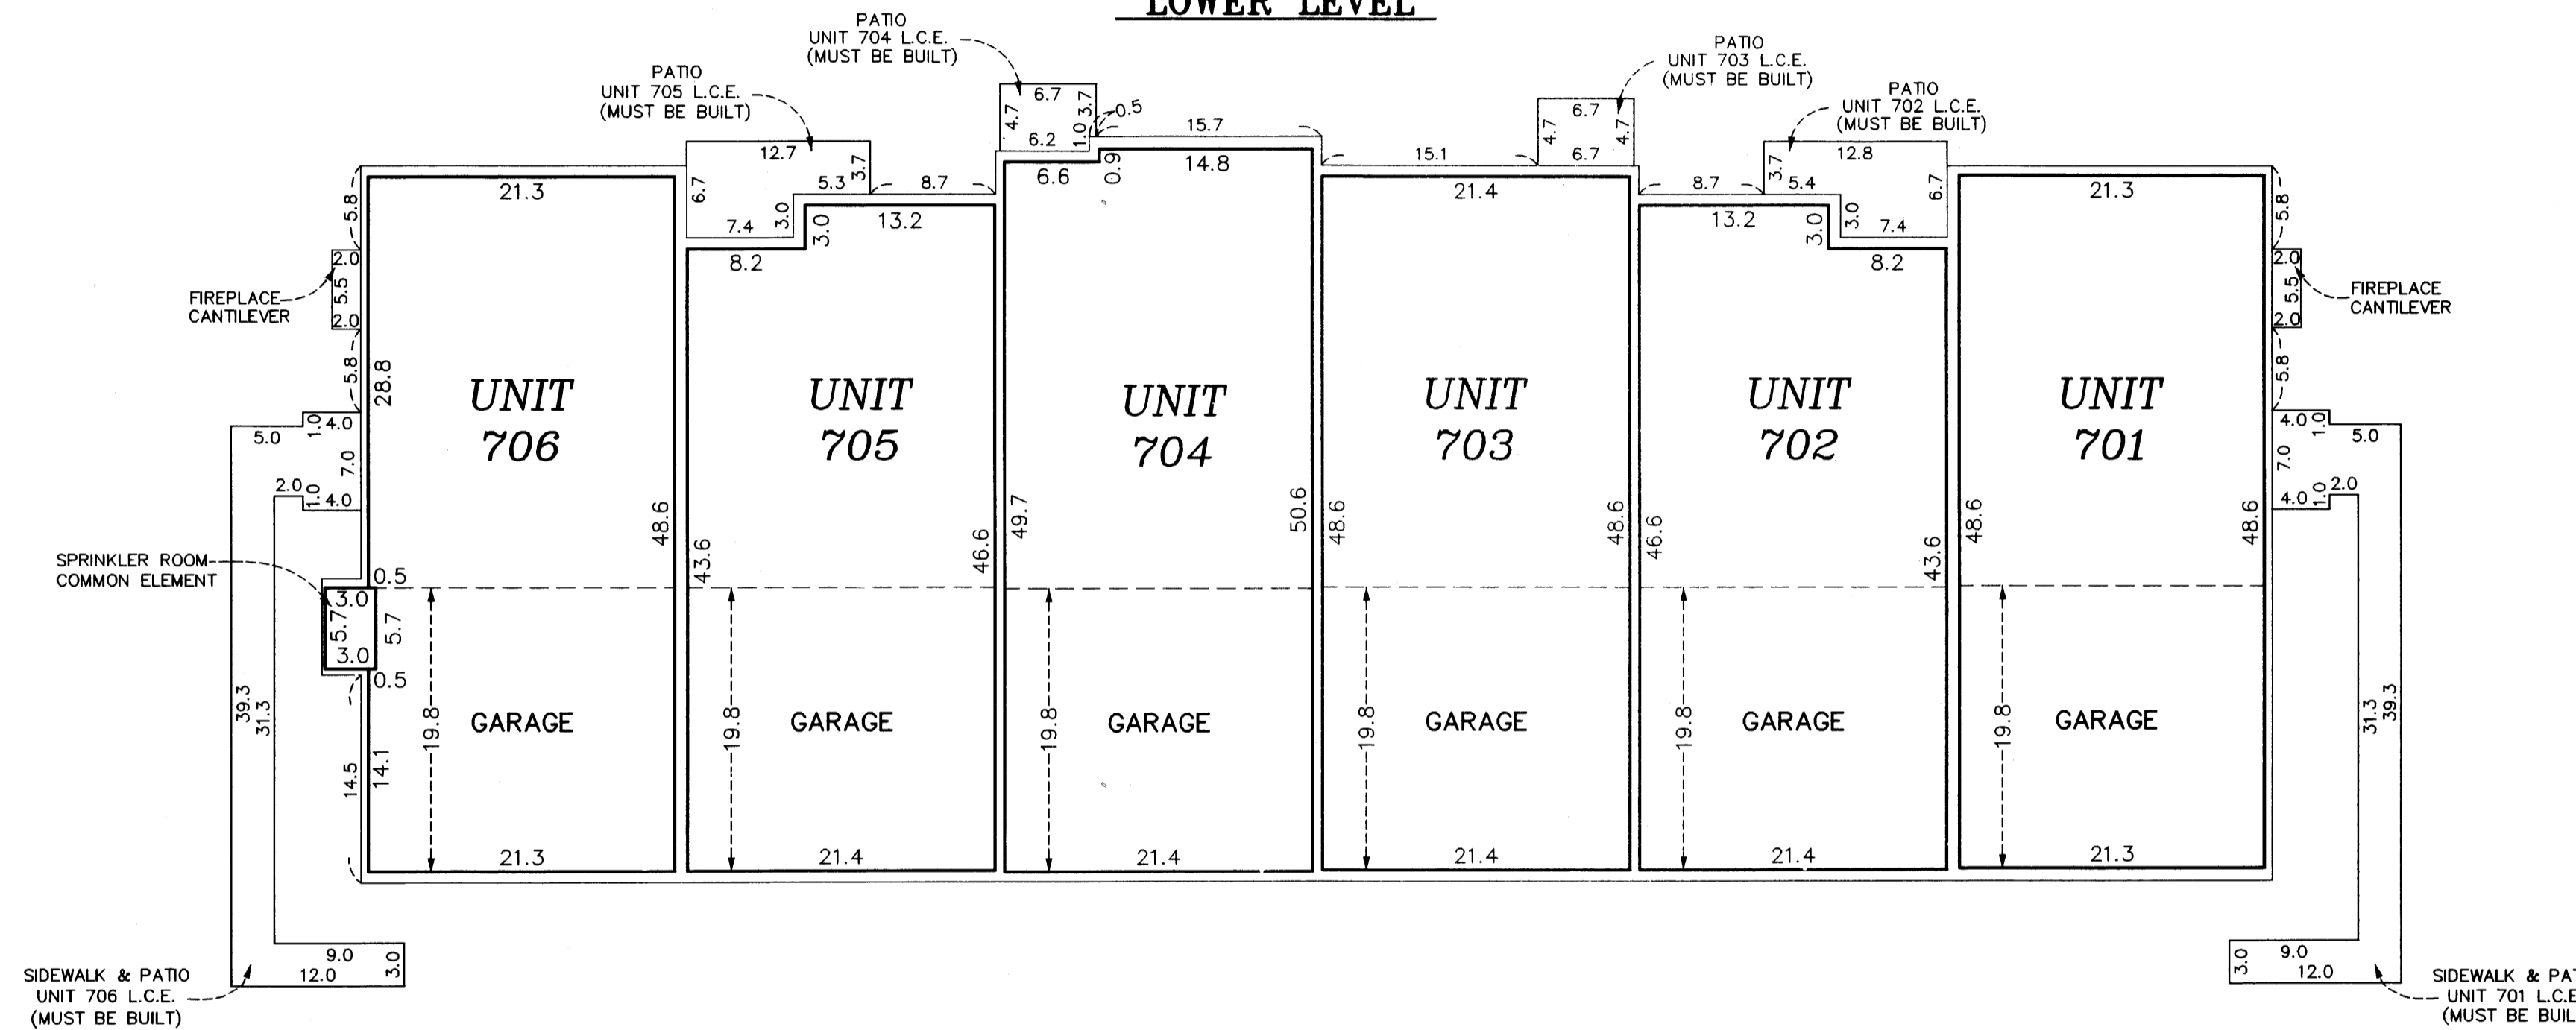 LOWER LEVEL
PATIO
UNIT 704 L.C.E.
(MUST BE BUILT)
PATIO
UNIT 703 L.C.E.
(MUST BE BUILT)
PATIO
UNIT 705 L.C.E.
(MUST BE BUILT)
PATIO
UNIT 702 L.C.E.
(MUST BE BUILT)
6.7
4.7
3.7
6.2
1.0
0.5
15.7
6.7
4.7
4.7
6.7
15.1
12.7
3.7
6.7
5.3
8.7
7.4
3.0
12.8
3.7
6.7
8.7
5.4
3.0
7.4
21.3
8.2
3.0
13.2
6.6
0.9
14.8
21.4
13.2
3.0
8.2
21.3
5.8
2.0
5.5
2.0
5.8
FIREPLACE
CANTILEVER
5.8
2.0
5.5
2.0
5.8
FIREPLACE
CANTILEVER
28.8
UNIT
706
UNIT
705
UNIT
704
UNIT
703
UNIT
702
UNIT
701
5.0
1.0
4.0
7.0
2.0
1.0
4.0
4.0
1.0
5.0
7.0
4.0
1.0
2.0
48.6
43.6
46.6
49.7
50.6
48.6
48.6
46.6
43.6
48.6
48.6
SPRINKLER ROOM
COMMON ELEMENT
0.5
3.0
5.7
5.7
3.0
0.5
39.3
31.3
14.5
14.1
19.8
GARAGE
19.8
GARAGE
19.8
GARAGE
19.8
GARAGE
19.8
GARAGE
19.8
GARAGE
31.3
39.3
21.3
21.4
21.4
21.4
21.4
21.3
9.0
12.0
3.0
3.0
9.0
12.0
SIDEWALK & PATIO
UNIT 706 L.C.E.
(MUST BE BUILT)
SIDEWALK & PAT
UNIT 701 L.C.E
(MUST BE BUIL